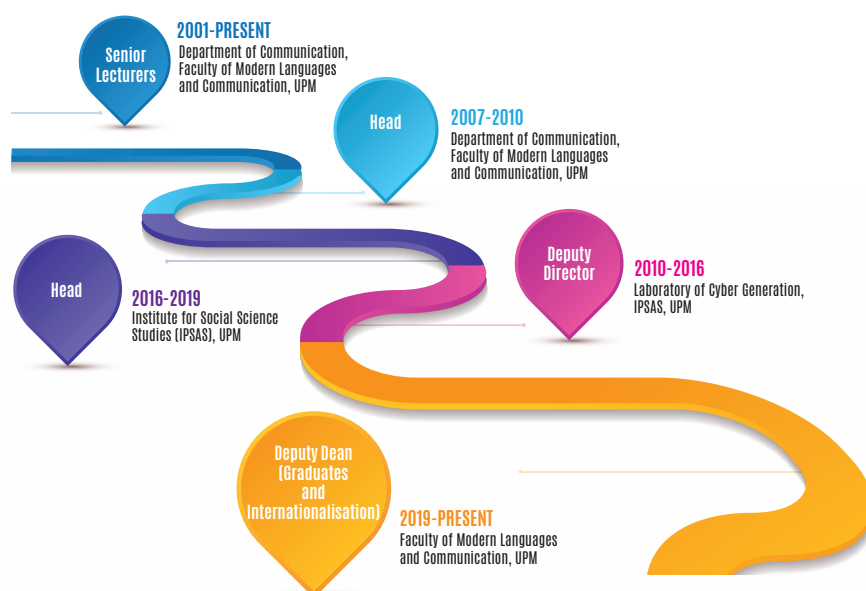 Senior
Lecturers
2001-PRESENT
Department of Communication,
Faculty of Modern Languages
and Communication, UPM
Head
2007-2010
Department of Communication,
Faculty of Modern Languages
and Communication, UPM
Head
2016-2019
Institute for Social Science
Studies (IPSAS), UPM
Deputy
Director
2010-2016
Laboratory of Cyber Generation,
IPSAS, UPM
Deputy Dean
(Graduates
and
Internationalisation)
2019-PRESENT
Faculty of Modern Languages
and Communication, UPM